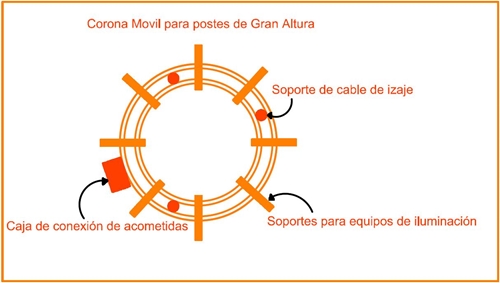 Corona Movil para postes de Gran Altura
Soporte de cable de izaje
Soportes para equipos de iluminación
Caja de conexión de acometidas